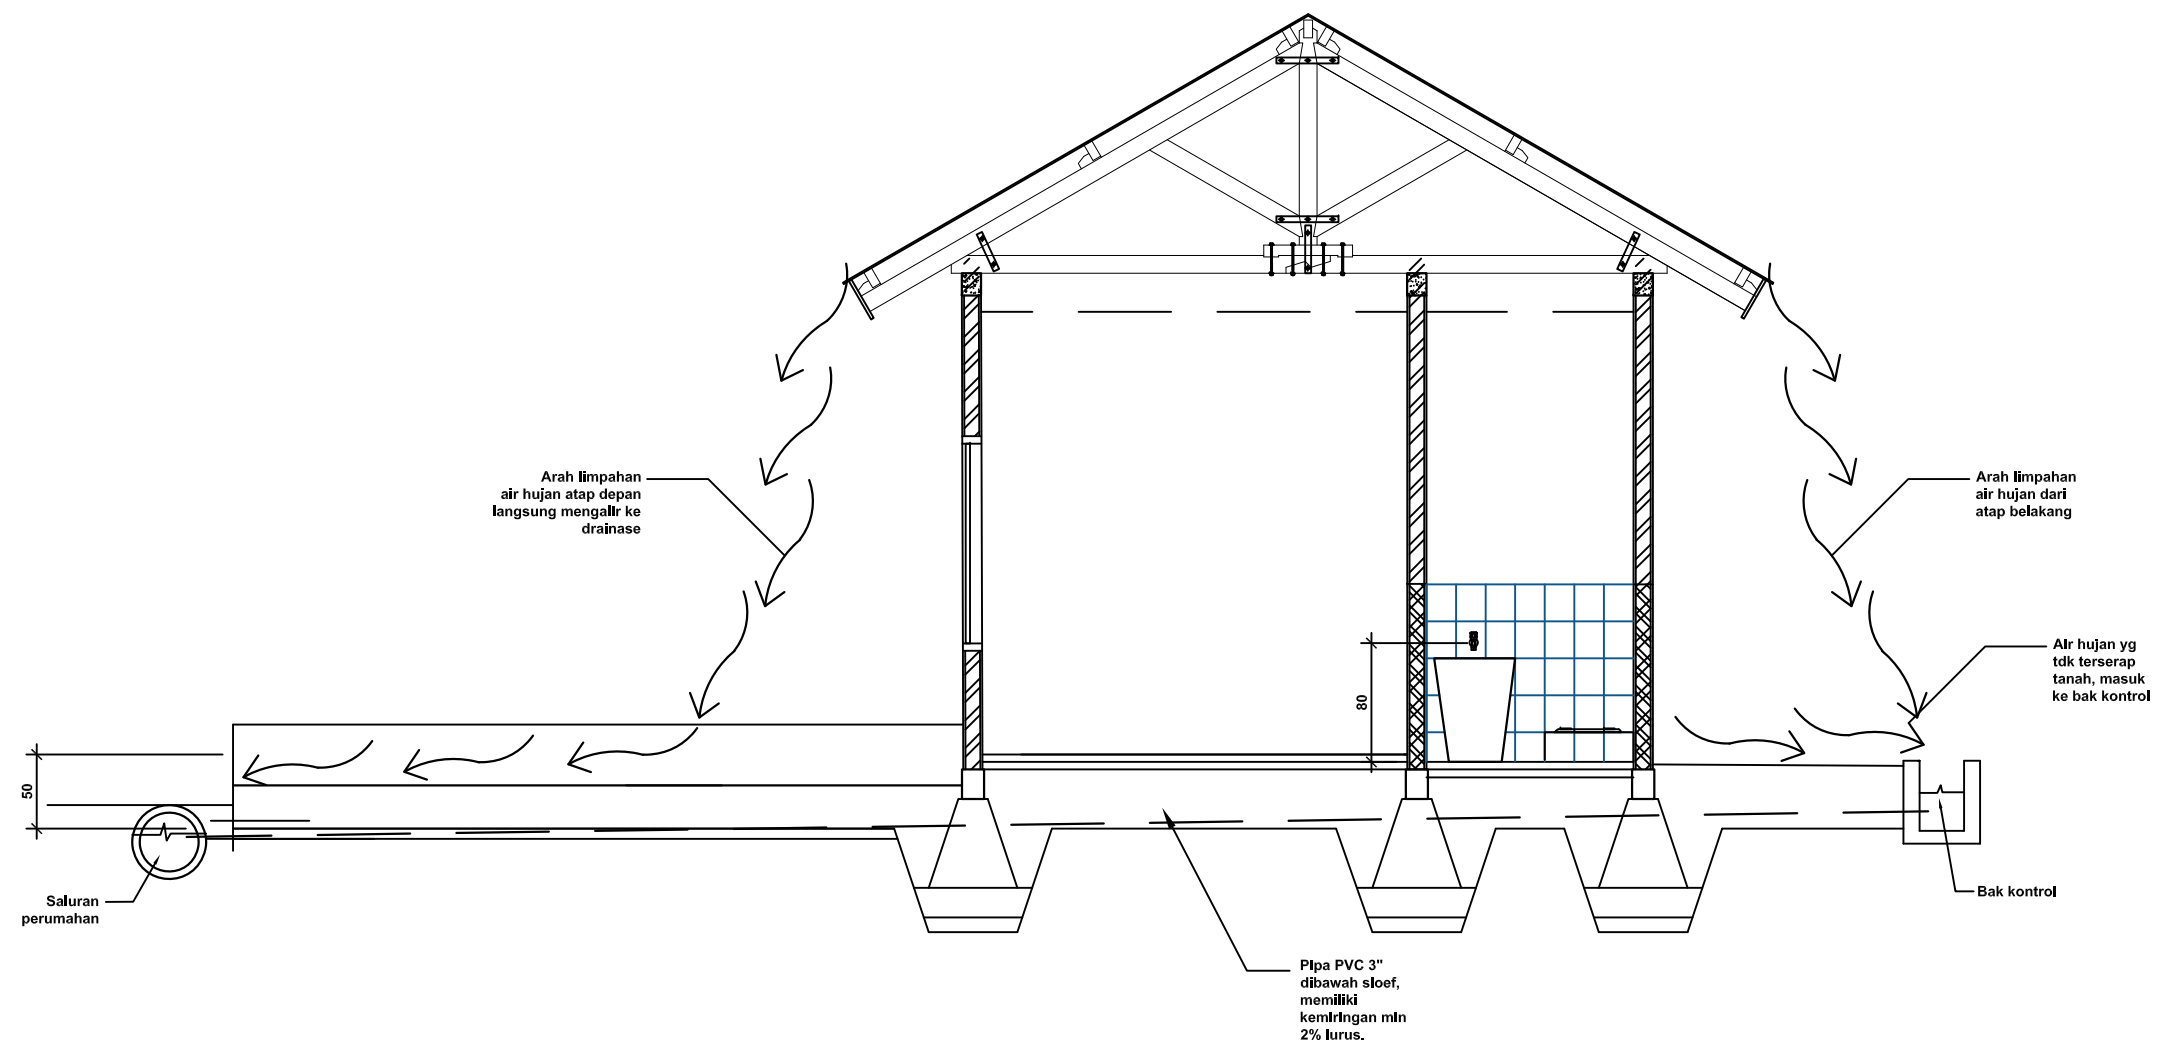 Arah limpahan
air hujan atap depan
langsung mengalir ke
drainase
Arah limpahan
air hujan dari
atap belakang
Air hujan yg
tdk terserap
tanah, masuk
ke bak kontrol
80
50
Saluran
perumahan
Bak kontrol
Pipa PVC 3"
dibawah sloef,
memiliki
kemiringan min
2% lurus.